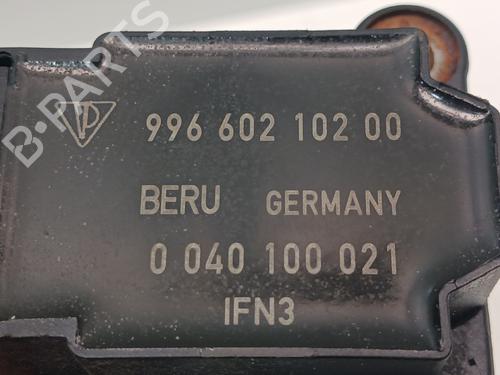 B-PARTS
996 602 102 00
BERU GERMANY
0 040 100 021
IFN3